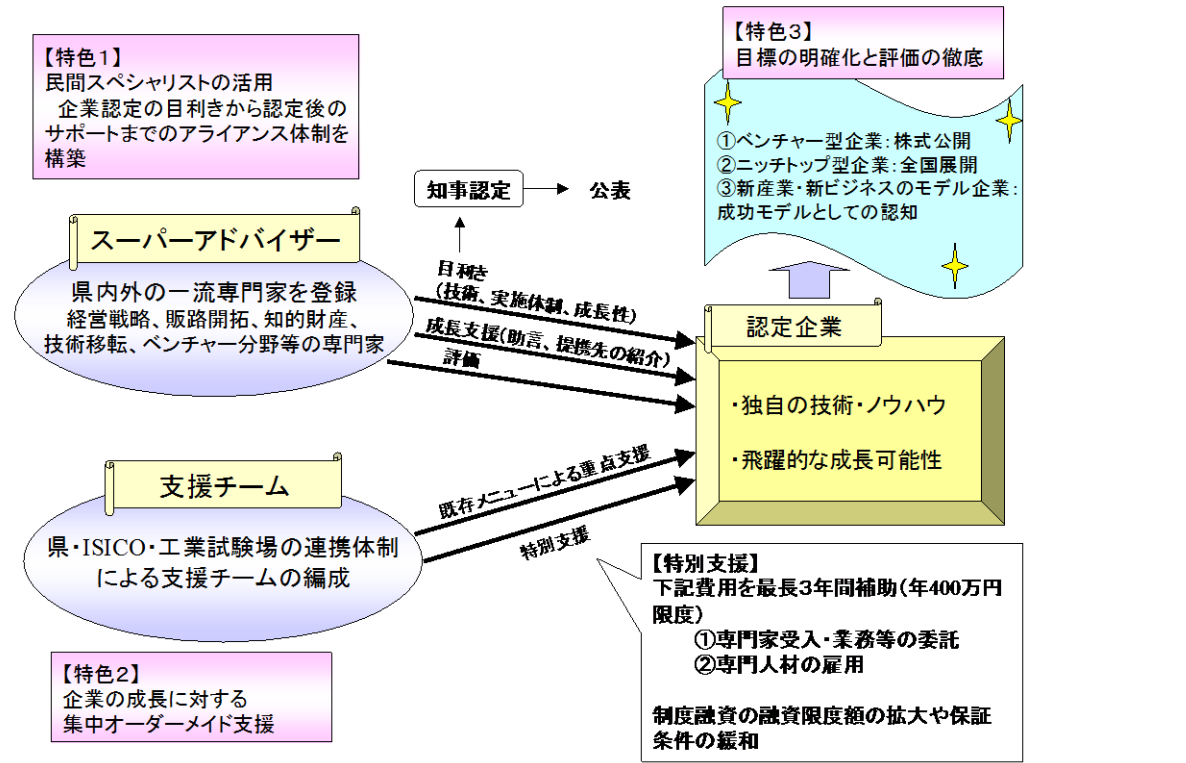 【特色１】
民間スペシャリストの活用
企業認定の目利きから認定後の
サポートまでのアライアンス体制を
構築
【特色３】
目標の明確化と評価の徹底
①ベンチャー型企業：株式公開
②ニッチトップ型企業：全国展開
③新産業・新ビジネスのモデル企業：
成功モデルとしての認知
知事認定
公表
スーパーアドバイザー
県内外の一流専門家を登録
経営戦略、販路開拓、知的財産、
技術移転、ベンチャー分野等の専門家
目利き
(技術、実施体制、成長性)
成長支援(助言、提携先の紹介)
評価
認定企業
・独自の技術・ノウハウ
・飛躍的な成長可能性
支援チーム
県・ISICO・工業試験場の連携体制
による支援チームの編成
既存メニューによる重点支援
特別支援
【特別支援】
下記費用を最長３年間補助（年400万円
限度）
①専門家受入・業務等の委託
②専門人材の雇用
制度融資の融資限度額の拡大や保証
条件の緩和
【特色２】
企業の成長に対する
集中オーダーメイド支援